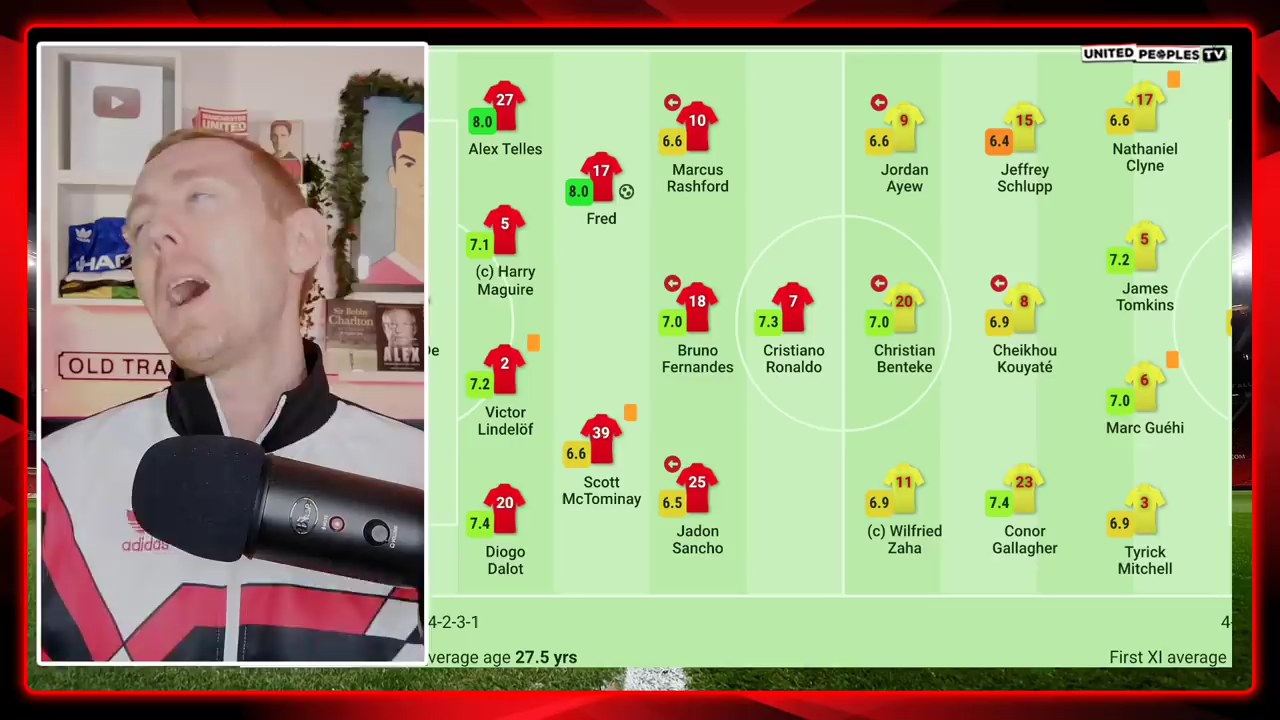 UNITED PEOPLES TV
MANCHESTER
UNITED
Sir Bobby
Charlton
ALEX
OLD TRA
adidas
27
8.0
Alex Telles
17
8.0
Fred
5
7.1
(c) Harry
Maguire
De
2
7.2
Victor
Lindelöf
39
6.6
Scott
McTominay
20
7.4
Diogo
Dalot
10
6.6
Marcus
Rashford
18
7.0
Bruno
Fernandes
25
6.5
Jadon
Sancho
7
7.3
Cristiano
Ronaldo
9
6.6
Jordan
Ayew
20
7.0
Christian
Benteke
11
6.9
(c) Wilfried
Zaha
15
6.4
Jeffrey
Schlupp
8
6.9
Cheikhou
Kouyaté
23
7.4
Conor
Gallagher
17
6.6
Nathaniel
Clyne
5
7.2
James
Tomkins
6
7.0
Marc Guéhi
3
6.9
Tyrick
Mitchell
4-2-3-1
4-
verage age 27.5 yrs
First XI average